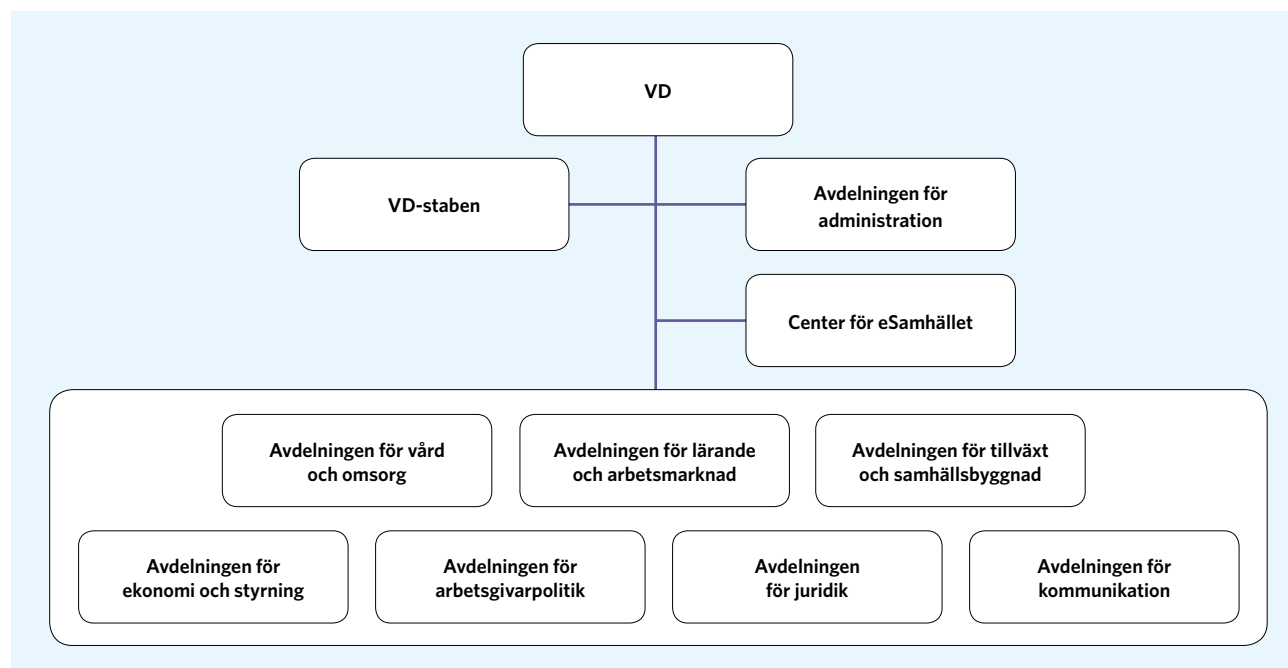 VD
VD-staben
Avdelningen för
administration
Center för eSamhället
Avdelningen för vård
och omsorg
Avdelningen för lärande
och arbetsmarknad
Avdelningen för tillväxt
och samhällsbyggnad
Avdelningen för
ekonomi och styrning
Avdelningen för
arbetsgivarpolitik
Avdelningen
för juridik
Avdelningen för
kommunikation